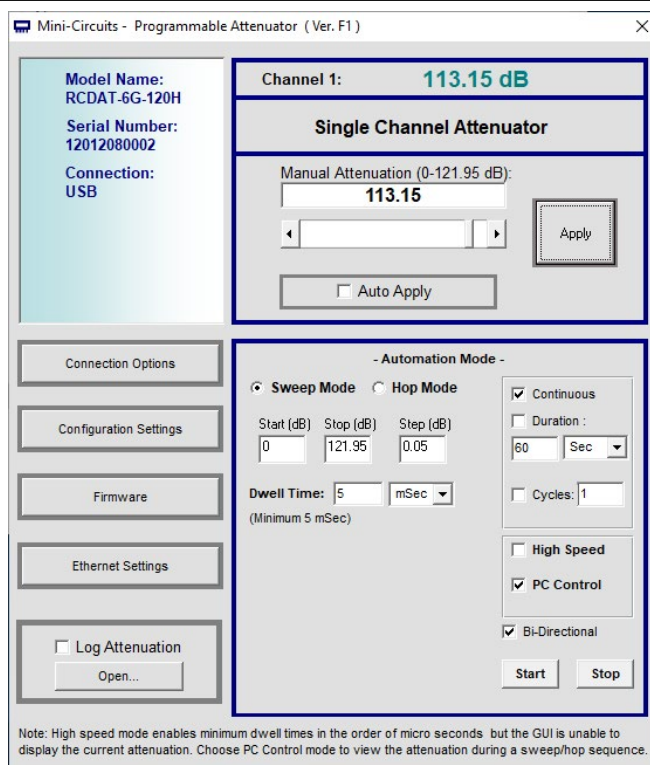 Mini-Circuits - Programmable Attenuator ( Ver. F1 )
Model Name:
RCDAT-6G-120H
Serial Number:
12012080002
Connection:
USB
Channel 1: 113.15 dB
Single Channel Attenuator
Manual Attenuation (0-121.95 dB):
113.15
Apply
Auto Apply
Connection Options
Configuration Settings
Firmware
Ethernet Settings
Log Attenuation
Open...
- Automation Mode -
Sweep Mode Hop Mode
Start (dB) Stop (dB) Step (dB)
0 121.95 0.05
Dwell Time: 5 mSec
(Minimum 5 mSec)
Continuous
Duration :
60 Sec
Cycles: 1
High Speed
PC Control
Bi-Directional
Start Stop
Note: High speed mode enables minimum dwell times in the order of micro seconds but the GUI is unable to
display the current attenuation. Choose PC Control mode to view the attenuation during a sweep/hop sequence.